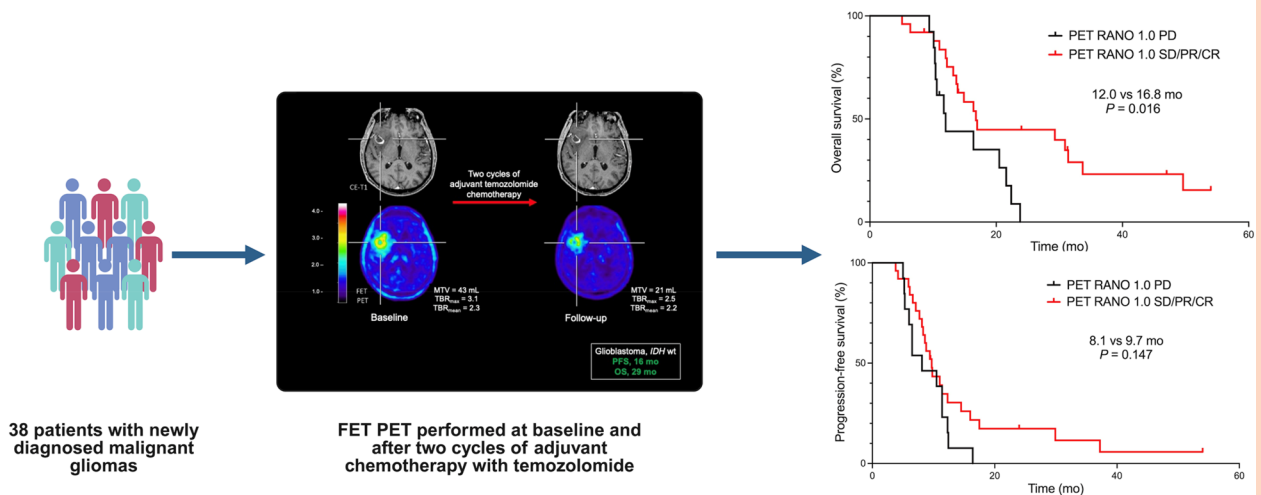 38 patients with newly
diagnosed malignant
gliomas
CE-T1
Two cycles of
adjuvant temozolomide
chemotherapy
4.0 -
3.0 -
2.0 -
1.0 -
FET
PET
MTV = 43 mL
TBRmax = 3.1
TBRmean = 2.3
Baseline
MTV = 21 mL
TBRmax = 2.5
TBRmean = 2.2
Follow-up
Glioblastoma, IDH wt
PFS, 16 mo
OS, 29 mo
FET PET performed at baseline and
after two cycles of adjuvant
chemotherapy with temozolomide
Overall survival (%)
100
50
0
0 20 40 60
Time (mo)
PET RANO 1.0 PD
PET RANO 1.0 SD/PR/CR
12.0 vs 16.8 mo
P = 0.016
Progression-free survival (%)
100
50
0
0 20 40 60
Time (mo)
PET RANO 1.0 PD
PET RANO 1.0 SD/PR/CR
8.1 vs 9.7 mo
P = 0.147